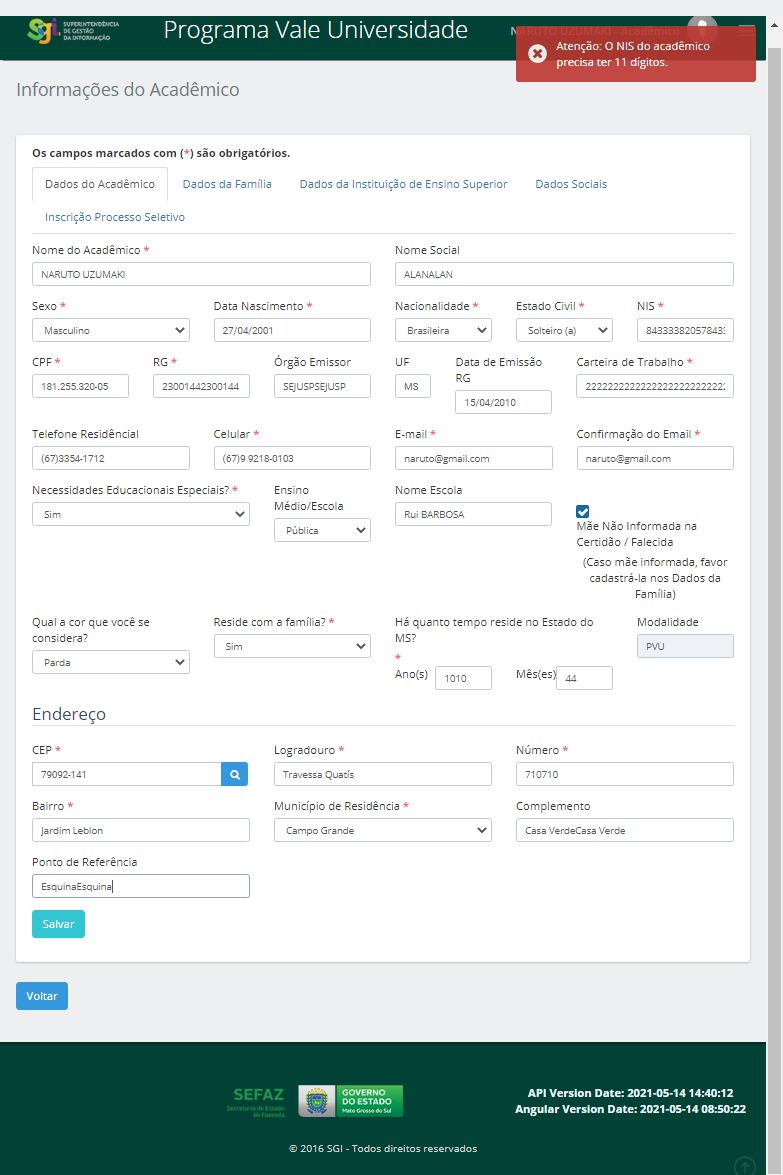 SUPERINTENDÊNCIA
DE GESTÃO
DA INFORMAÇÃO
Sgi
Programa Vale Universidade
NARUTO UZUMAKI - Acadêmico
Atenção: O NIS do acadêmico
precisa ter 11 dígitos.
Informações do Acadêmico
Os campos marcados com (*) são obrigatórios.
Dados do Acadêmico Dados da Família Dados da Instituição de Ensino Superior Dados Sociais
Inscrição Processo Seletivo
Nome do Acadêmico * Nome Social
NARUTO UZUMAKI ALANALAN
Sexo * Data Nascimento * Nacionalidade * Estado Civil * NIS *
Masculino 27/04/2001 Brasileira Solteiro (a) 843333820578433
CPF * RG * Órgão Emissor UF Data de Emissão RG Carteira de Trabalho *
181.255.320-05 23001442300144 SEJUSPSEJUSP MS 15/04/2010
Telefone Residencial Celular * E-mail * Confirmação do Email *
(67)3354-1712 (67)9 9218-0103 naruto@gmail.com naruto@gmail.com
Necessidades Educacionais Especiais? * Ensino Médio/Escola Nome Escola
Sim Pública Rui BARBOSA
Mãe Não Informada na
Certidão / Falecida
(Caso mãe informada, favor
cadastrá-la nos Dados da
Família)
Qual a cor que você se considera? Reside com a família? * Há quanto tempo reside no Estado do MS? * Modalidade
Parda Sim Ano(s) 1010 Mês(es) 44 PVU
Endereço
CEP * Logradouro * Número *
79092-141 Travessa Quatís 710710
Bairro * Município de Residência * Complemento
Jardim Leblon Campo Grande Casa VerdeCasa Verde
Ponto de Referência
EsquinaEsquina
Salvar
Voltar
SEFAZ
Secretaria de Estado
de Fazenda
GOVERNO
DO ESTADO
Mato Grosso do Sul
API Version Date: 2021-05-14 14:40:12
Angular Version Date: 2021-05-14 08:50:22
© 2016 SGI - Todos direitos reservados